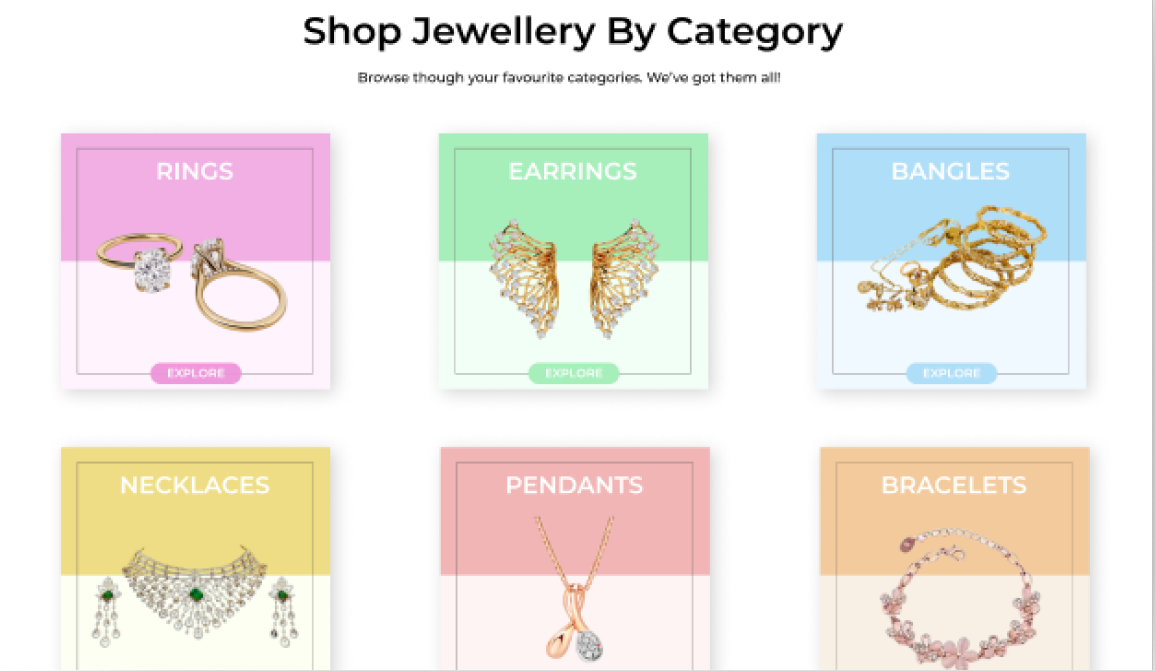 Shop Jewellery By Category
Browse though your favourite categories. We've got them all!
RINGS
EARRINGS
BANGLES
EXPLORE
EXPLORE
EXPLORE
NECKLACES
PENDANTS
BRACELETS